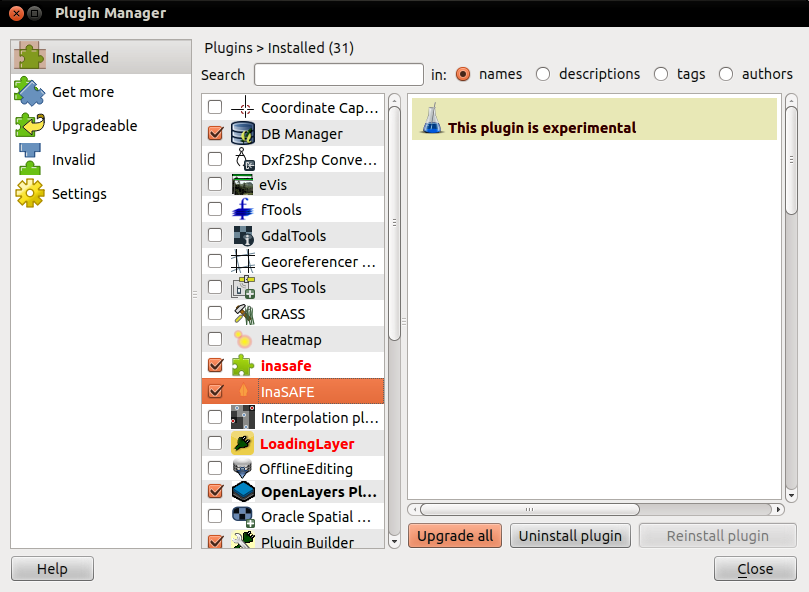 Plugin Manager
Installed
Get more
Upgradeable
Invalid
Settings
Plugins > Installed (31)
Search in: names descriptions tags authors
Coordinate Cap...
DB Manager
Dxf2Shp Conve...
eVis
fTools
GdalTools
Georeferencer ...
GPS Tools
GRASS
Heatmap
inasafe
InaSAFE
Interpolation pl...
LoadingLayer
OfflineEditing
OpenLayers Pl...
Oracle Spatial ...
Plugin Builder
This plugin is experimental
Upgrade all Uninstall plugin Reinstall plugin
Help Close